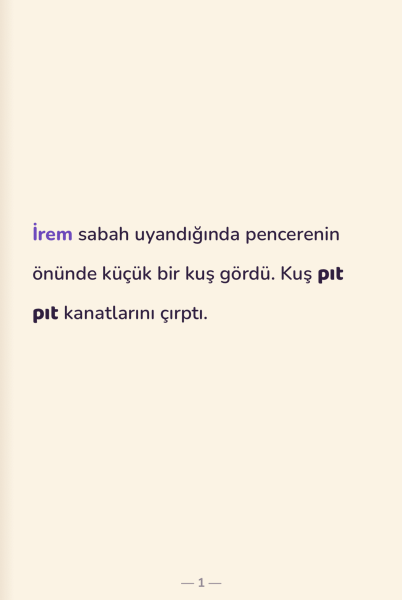 İrem sabah uyandığında pencerenin
önünde küçük bir kuş gördü. Kuş pıt
pıt kanatlarını çırptı.
— 1 —